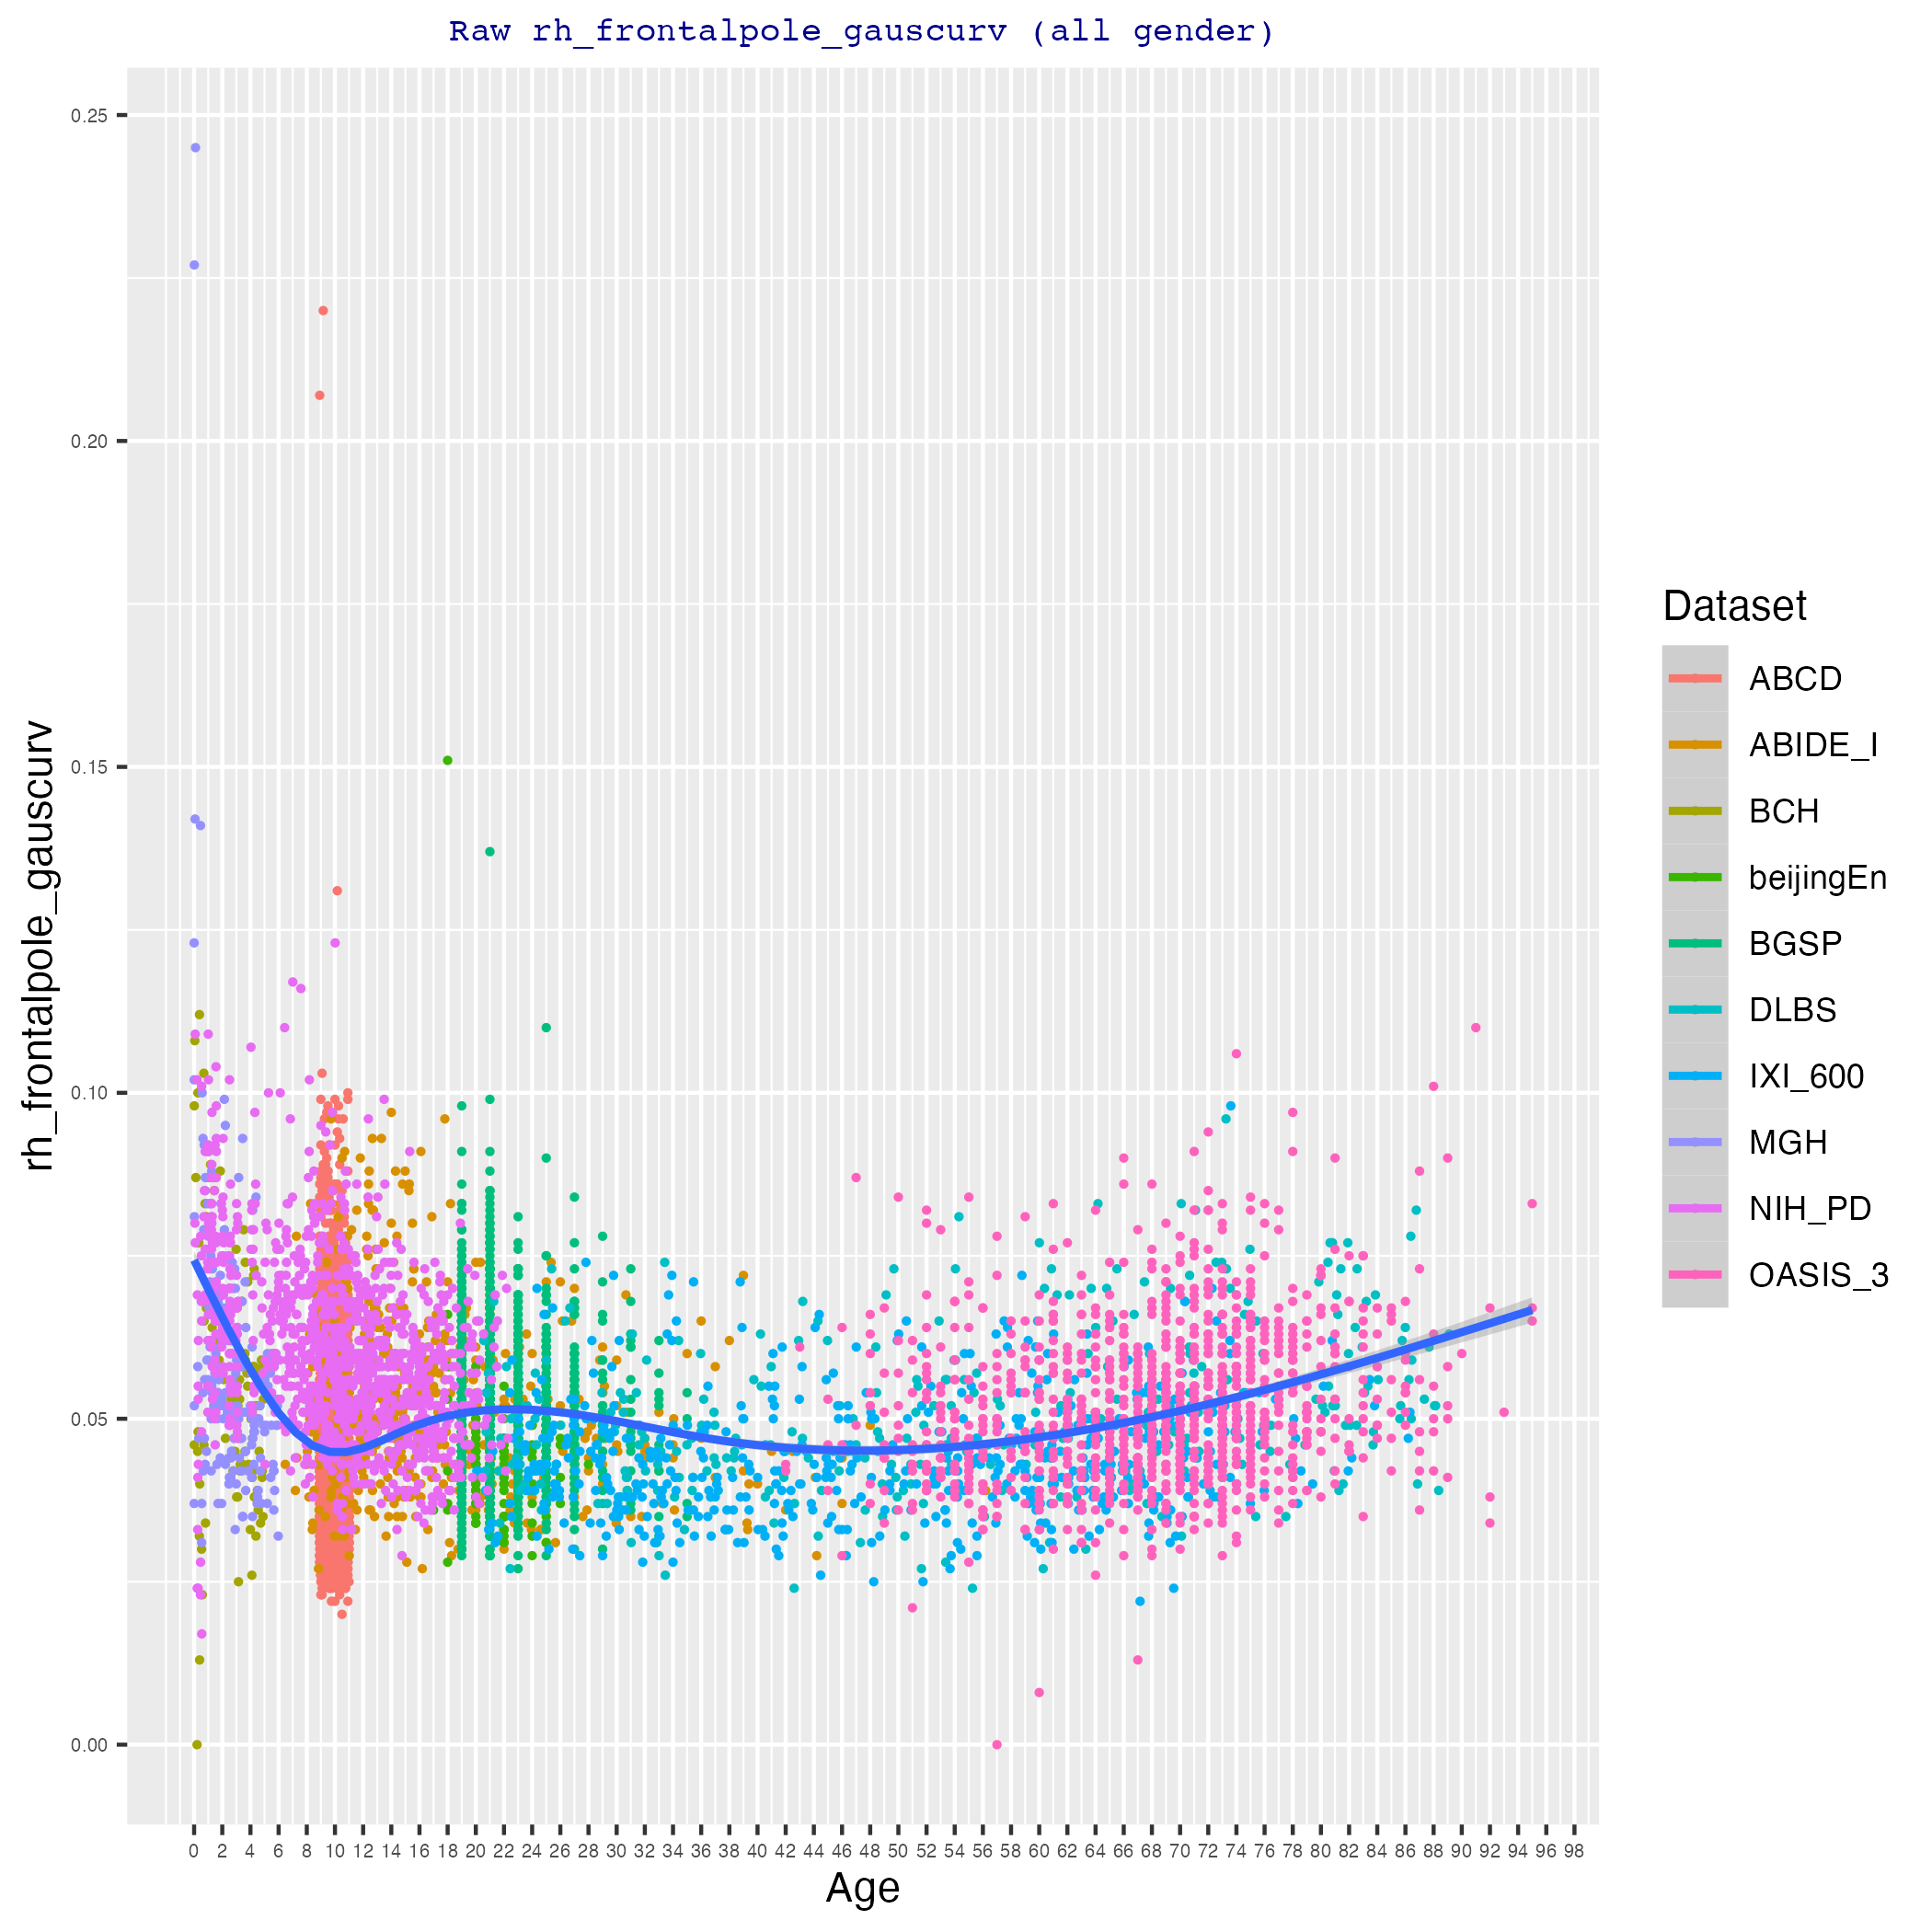 Raw rh_frontalpole_gauscurv (all gender)
rh_frontalpole_gauscurv
0.25
0.20
0.15
0.10
0.05
0.00
0 2 4 6 8 10 12 14 16 18 20 22 24 26 28 30 32 34 36 38 40 42 44 46 48 50 52 54 56 58 60 62 64 66 68 70 72 74 76 78 80 82 84 86 88 90 92 94 96 98
Age
Dataset
ABCD
ABIDE_I
BCH
beijingEn
BGSP
DLBS
IXI_600
MGH
NIH_PD
OASIS_3